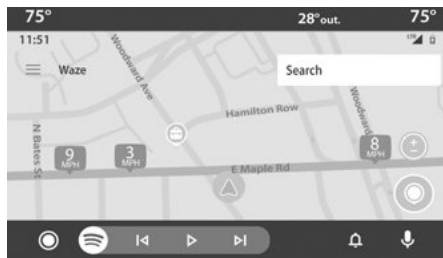 75°
28°out.
75°
11:51
LTE
Waze
Search
Woodward Ave
Hamilton Row
Woodward
N Bates St
9
MPH
3
MPH
8
MPH
E Maple Rd